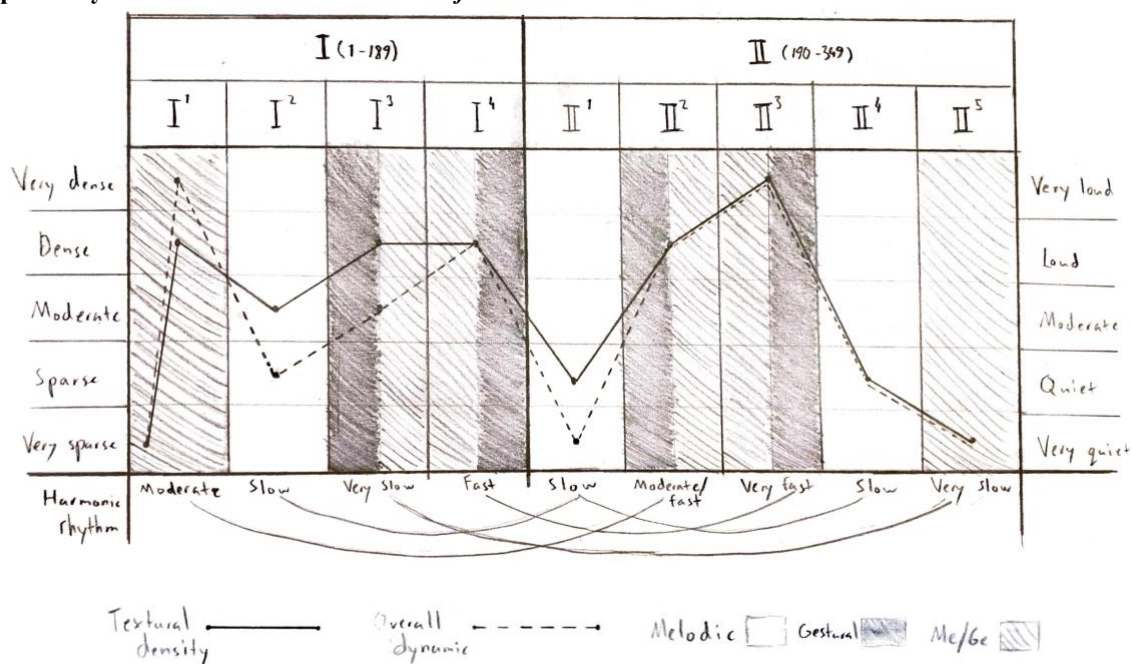 I (1-189)
II (190-349)
I¹
I²
I³
I⁴
II¹
II²
II³
II⁴
II⁵
Very dense
Very loud
Dense
Loud
Moderate
Moderate
Sparse
Quiet
Very sparse
Very quiet
Harmonic
rhythm
Moderate
Slow
Very slow
Fast
Slow
Moderate/
fast
Very fast
Slow
Very slow
Textural
density
Overall
dynamic
Melodic
Gestural
Me/Ge